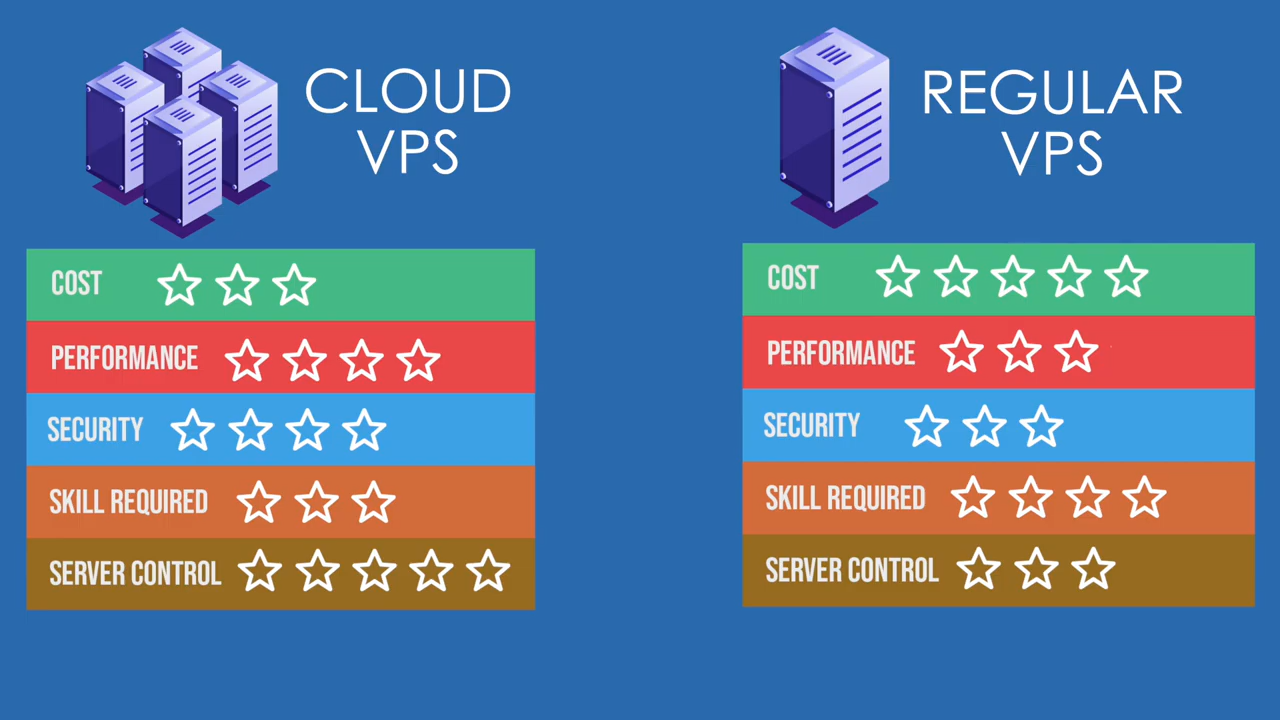 CLOUD
VPS
COST
PERFORMANCE
SECURITY
SKILL REQUIRED
SERVER CONTROL
REGULAR
VPS
COST
PERFORMANCE
SECURITY
SKILL REQUIRED
SERVER CONTROL